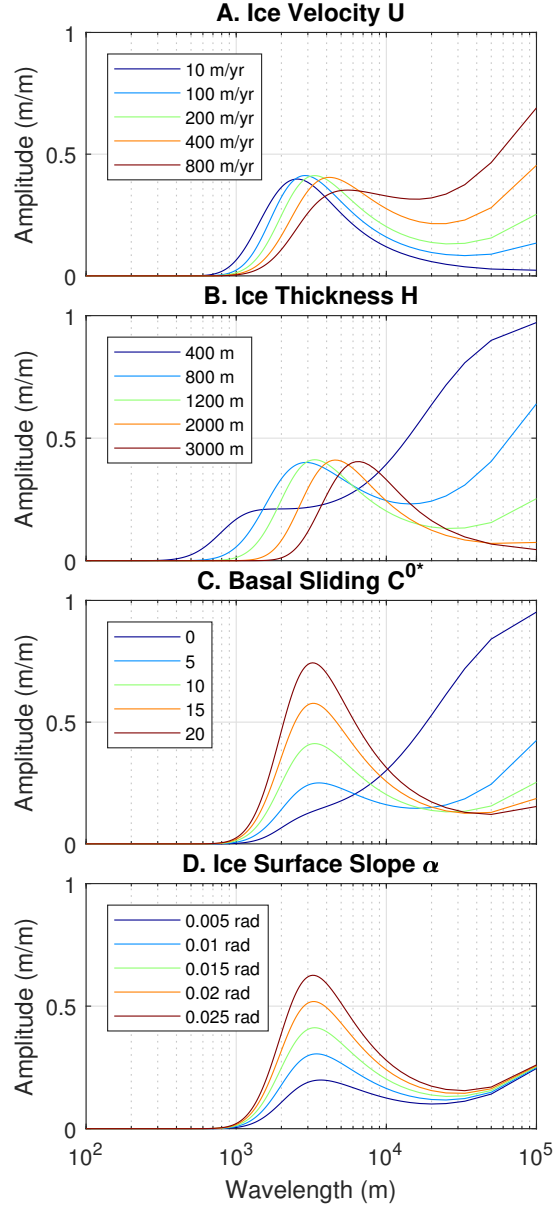 A. Ice Velocity U
Amplitude (m/m)
1
0.5
0
10 m/yr
100 m/yr
200 m/yr
400 m/yr
800 m/yr
B. Ice Thickness H
Amplitude (m/m)
1
0.5
0
400 m
800 m
1200 m
2000 m
3000 m
C. Basal Sliding C^0*
Amplitude (m/m)
1
0.5
0
0
5
10
15
20
D. Ice Surface Slope α
Amplitude (m/m)
1
0.5
0
0.005 rad
0.01 rad
0.015 rad
0.02 rad
0.025 rad
10^2 10^3 10^4 10^5
Wavelength (m)